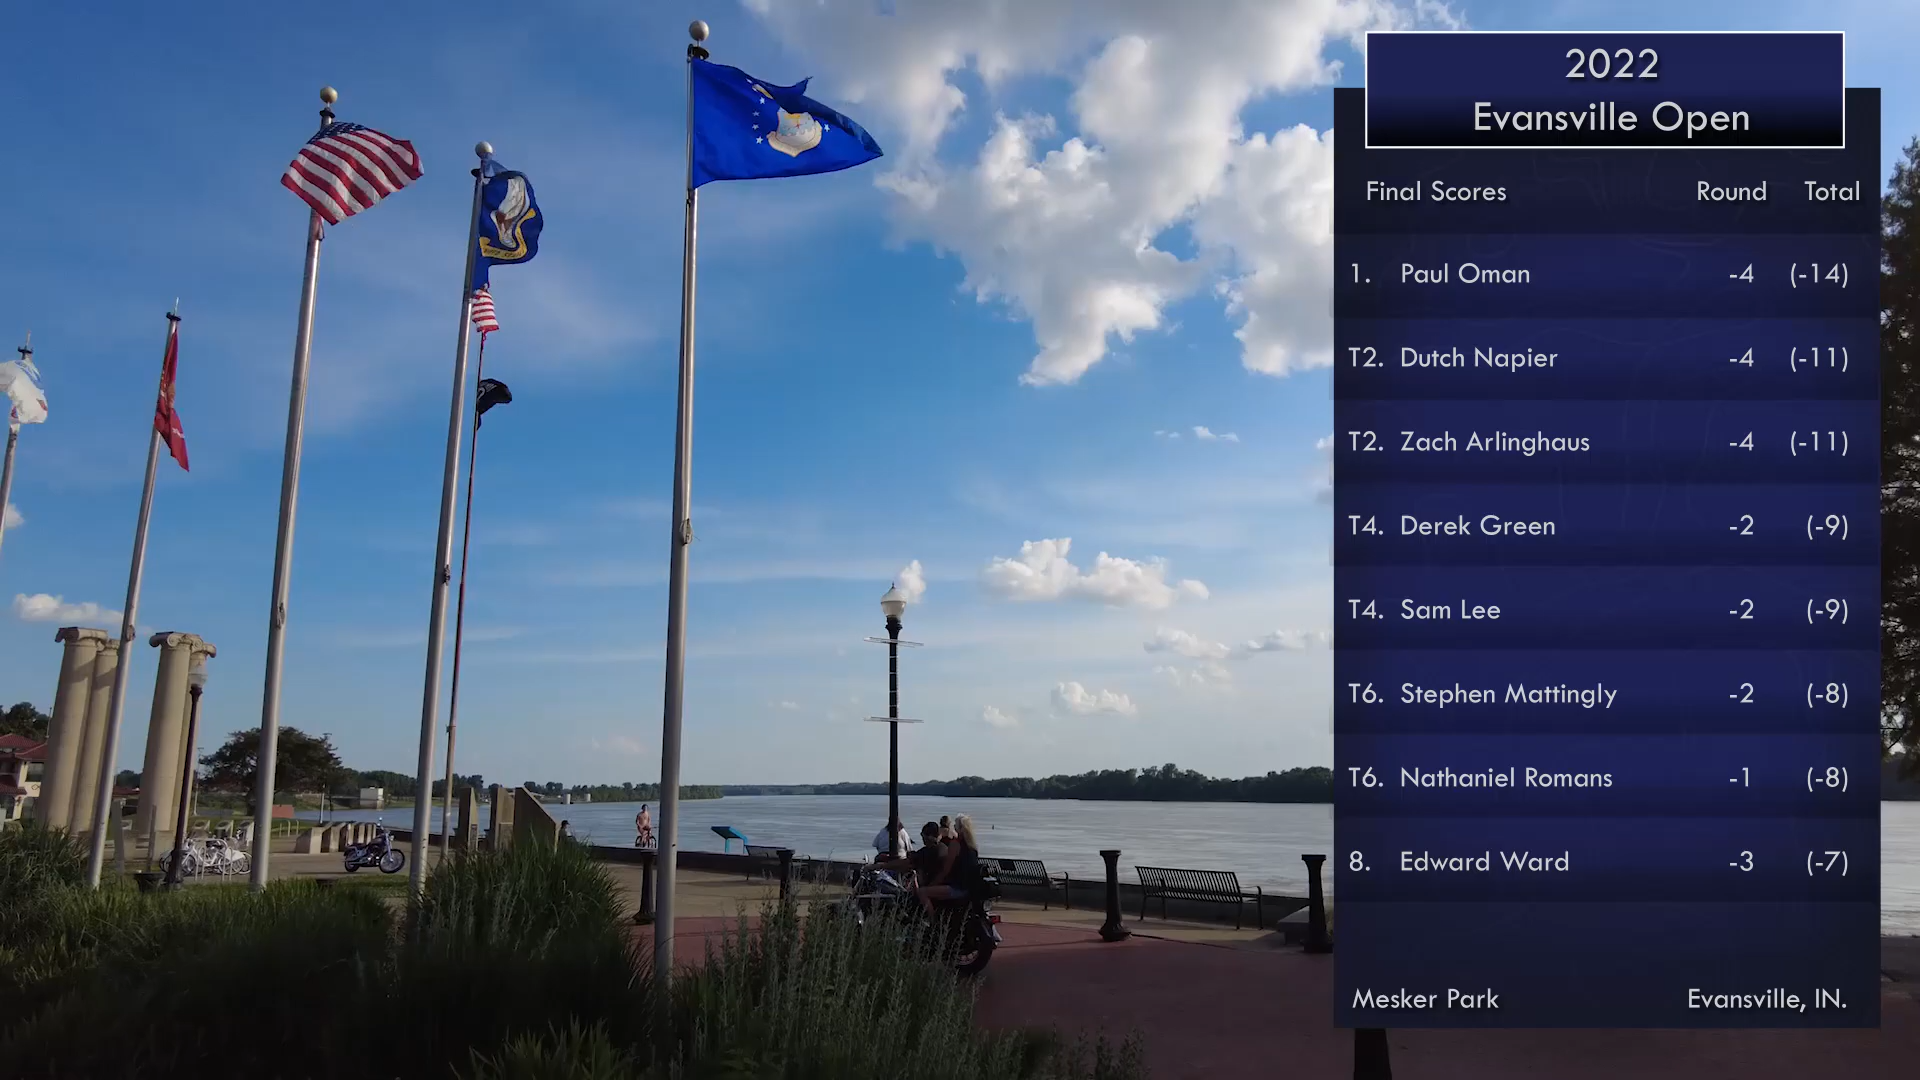 2022
Evansville Open
Final Scores Round Total
1. Paul Oman -4 (-14)
T2. Dutch Napier -4 (-11)
T2. Zach Arlinghaus -4 (-11)
T4. Derek Green -2 (-9)
T4. Sam Lee -2 (-9)
T6. Stephen Mattingly -2 (-8)
T6. Nathaniel Romans -1 (-8)
8. Edward Ward -3 (-7)
Mesker Park Evansville, IN.